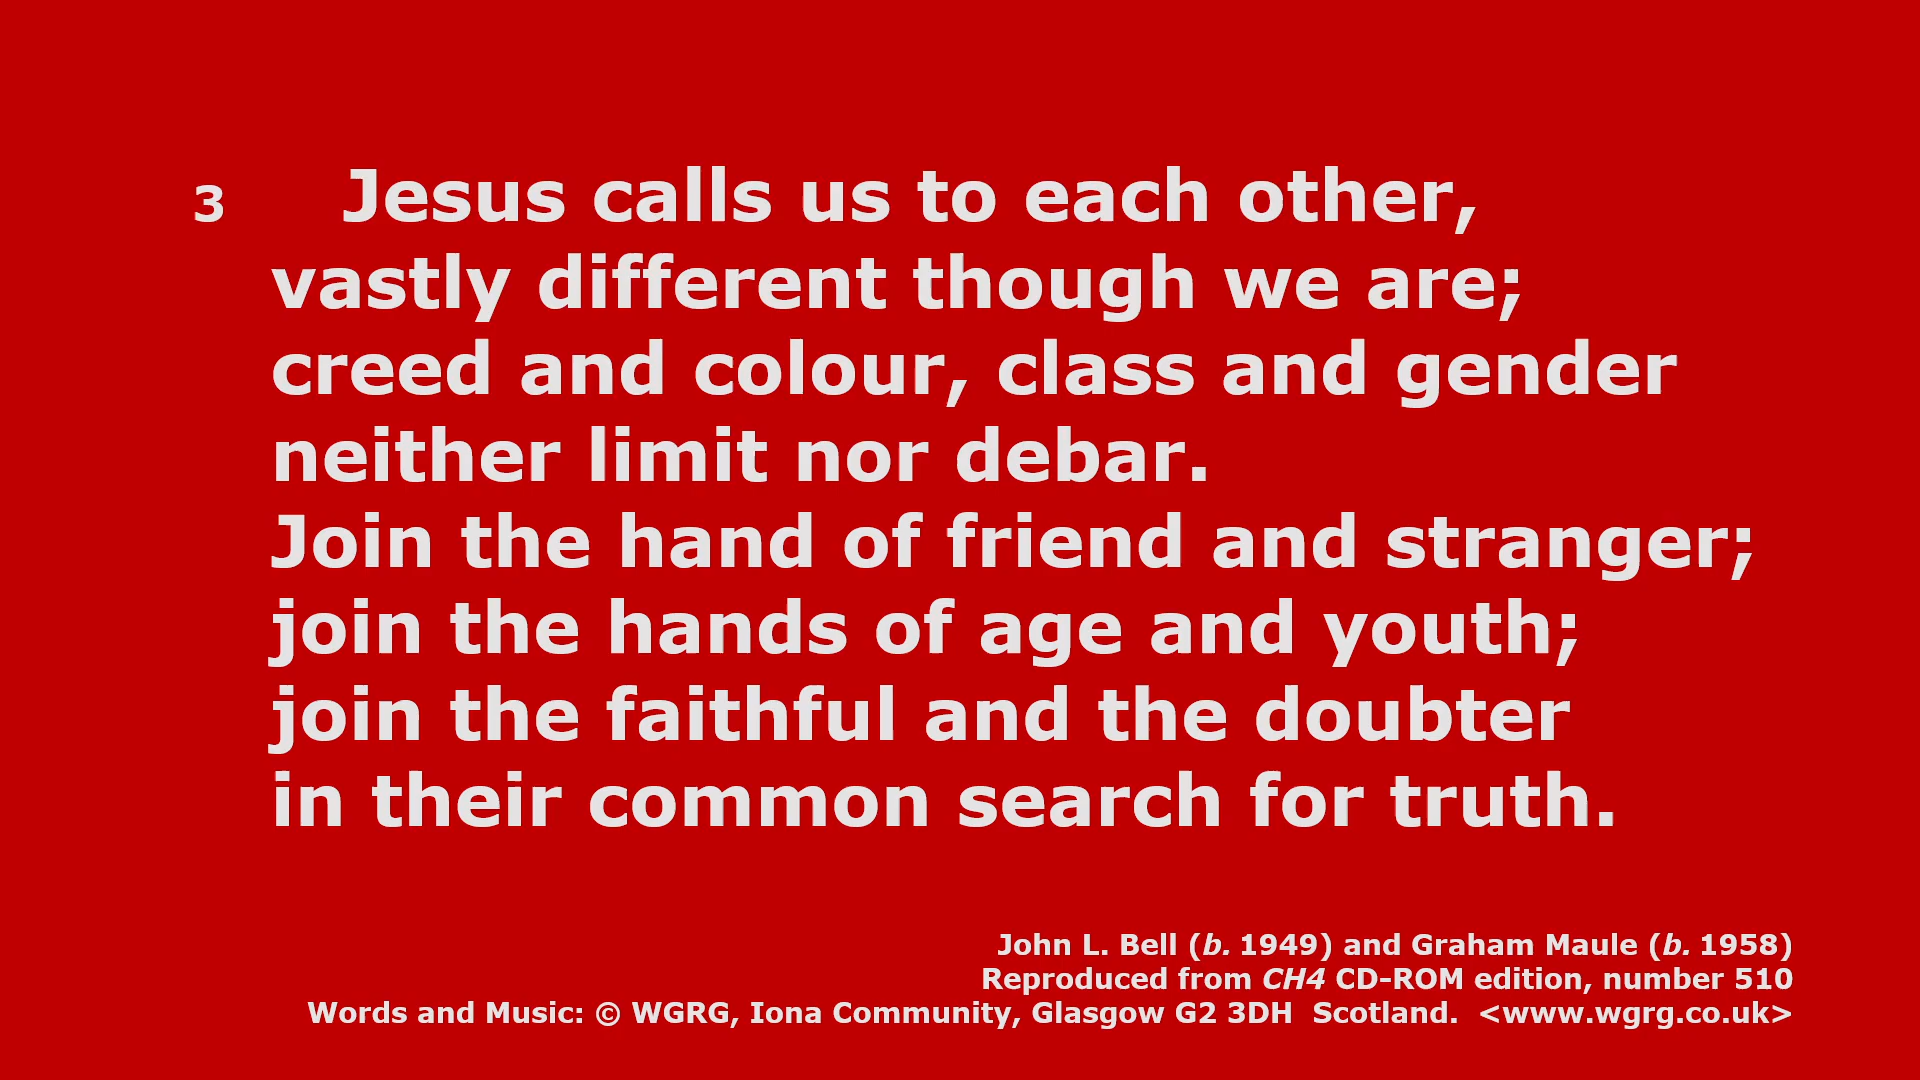 3 Jesus calls us to each other,
vastly different though we are;
creed and colour, class and gender
neither limit nor debar.
Join the hand of friend and stranger;
join the hands of age and youth;
join the faithful and the doubter
in their common search for truth.
John L. Bell (b. 1949) and Graham Maule (b. 1958)
Reproduced from CH4 CD-ROM edition, number 510
Words and Music: © WGRG, Iona Community, Glasgow G2 3DH  Scotland.  <www.wgrg.co.uk>